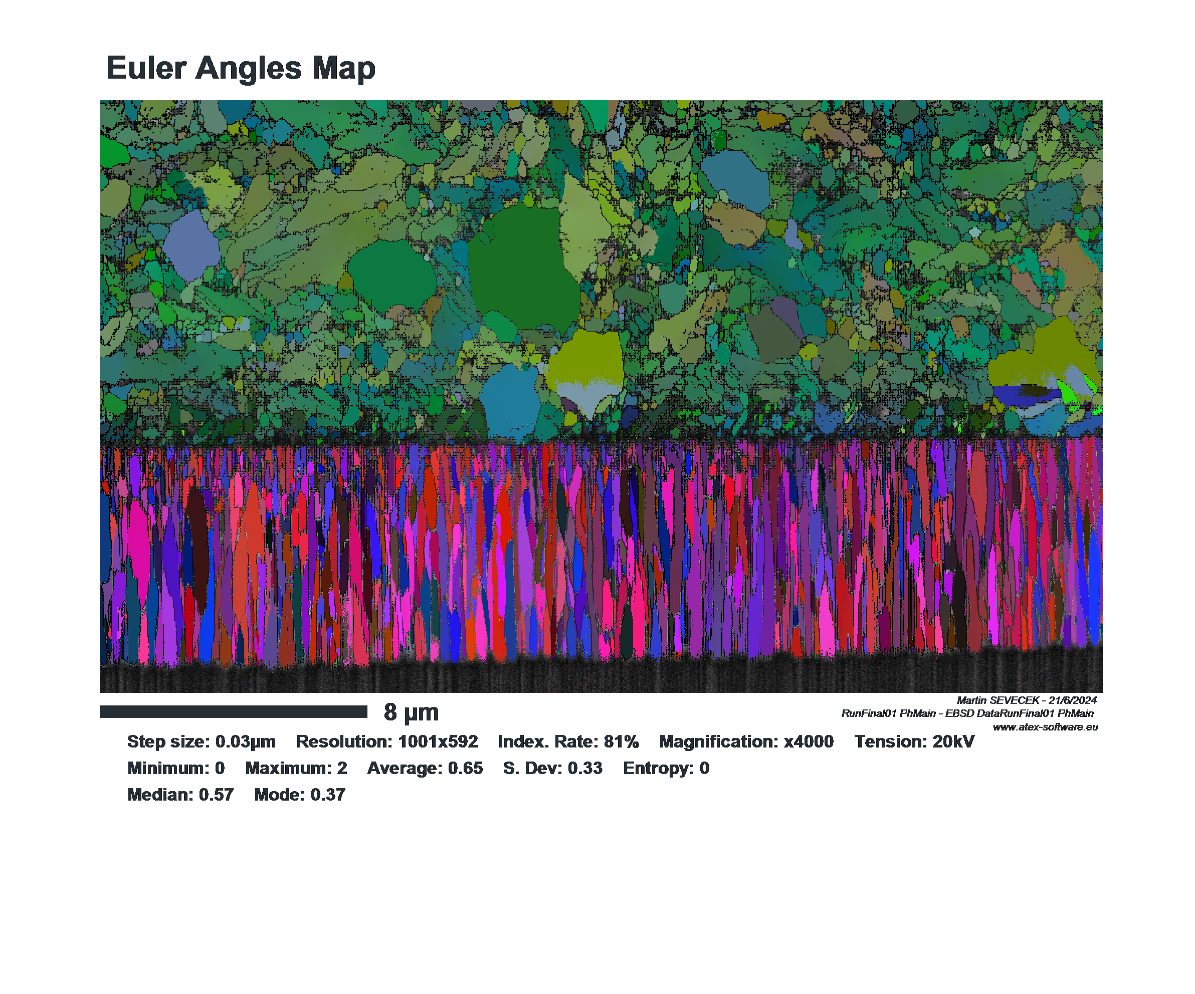 Euler Angles Map
8 µm
Martin SEVECEK - 21/6/2024
RunFinal01 PhMain - EBSD DataRunFinal01 PhMain
www.atex-software.eu
Step size: 0.03µm Resolution: 1001x592 Index. Rate: 81% Magnification: x4000 Tension: 20kV
Minimum: 0 Maximum: 2 Average: 0.65 S. Dev: 0.33 Entropy: 0
Median: 0.57 Mode: 0.37